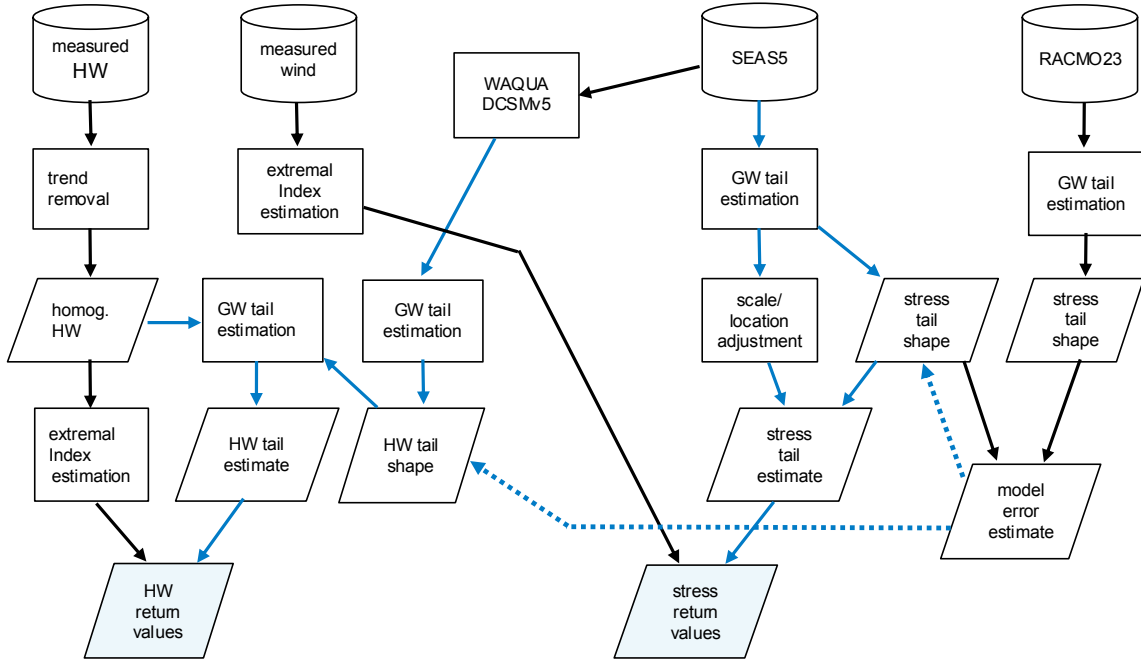 measured
HW
measured
wind
WAQUA
DCSMv5
SEAS5
RACMO23
trend
removal
extremal
Index
estimation
GW tail
estimation
GW tail
estimation
homog.
HW
GW tail
estimation
GW tail
estimation
scale/
location
adjustment
stress
tail
shape
stress
tail
shape
extremal
Index
estimation
HW tail
estimate
HW tail
shape
stress
tail
estimate
model
error
estimate
HW
return
values
stress
return
values